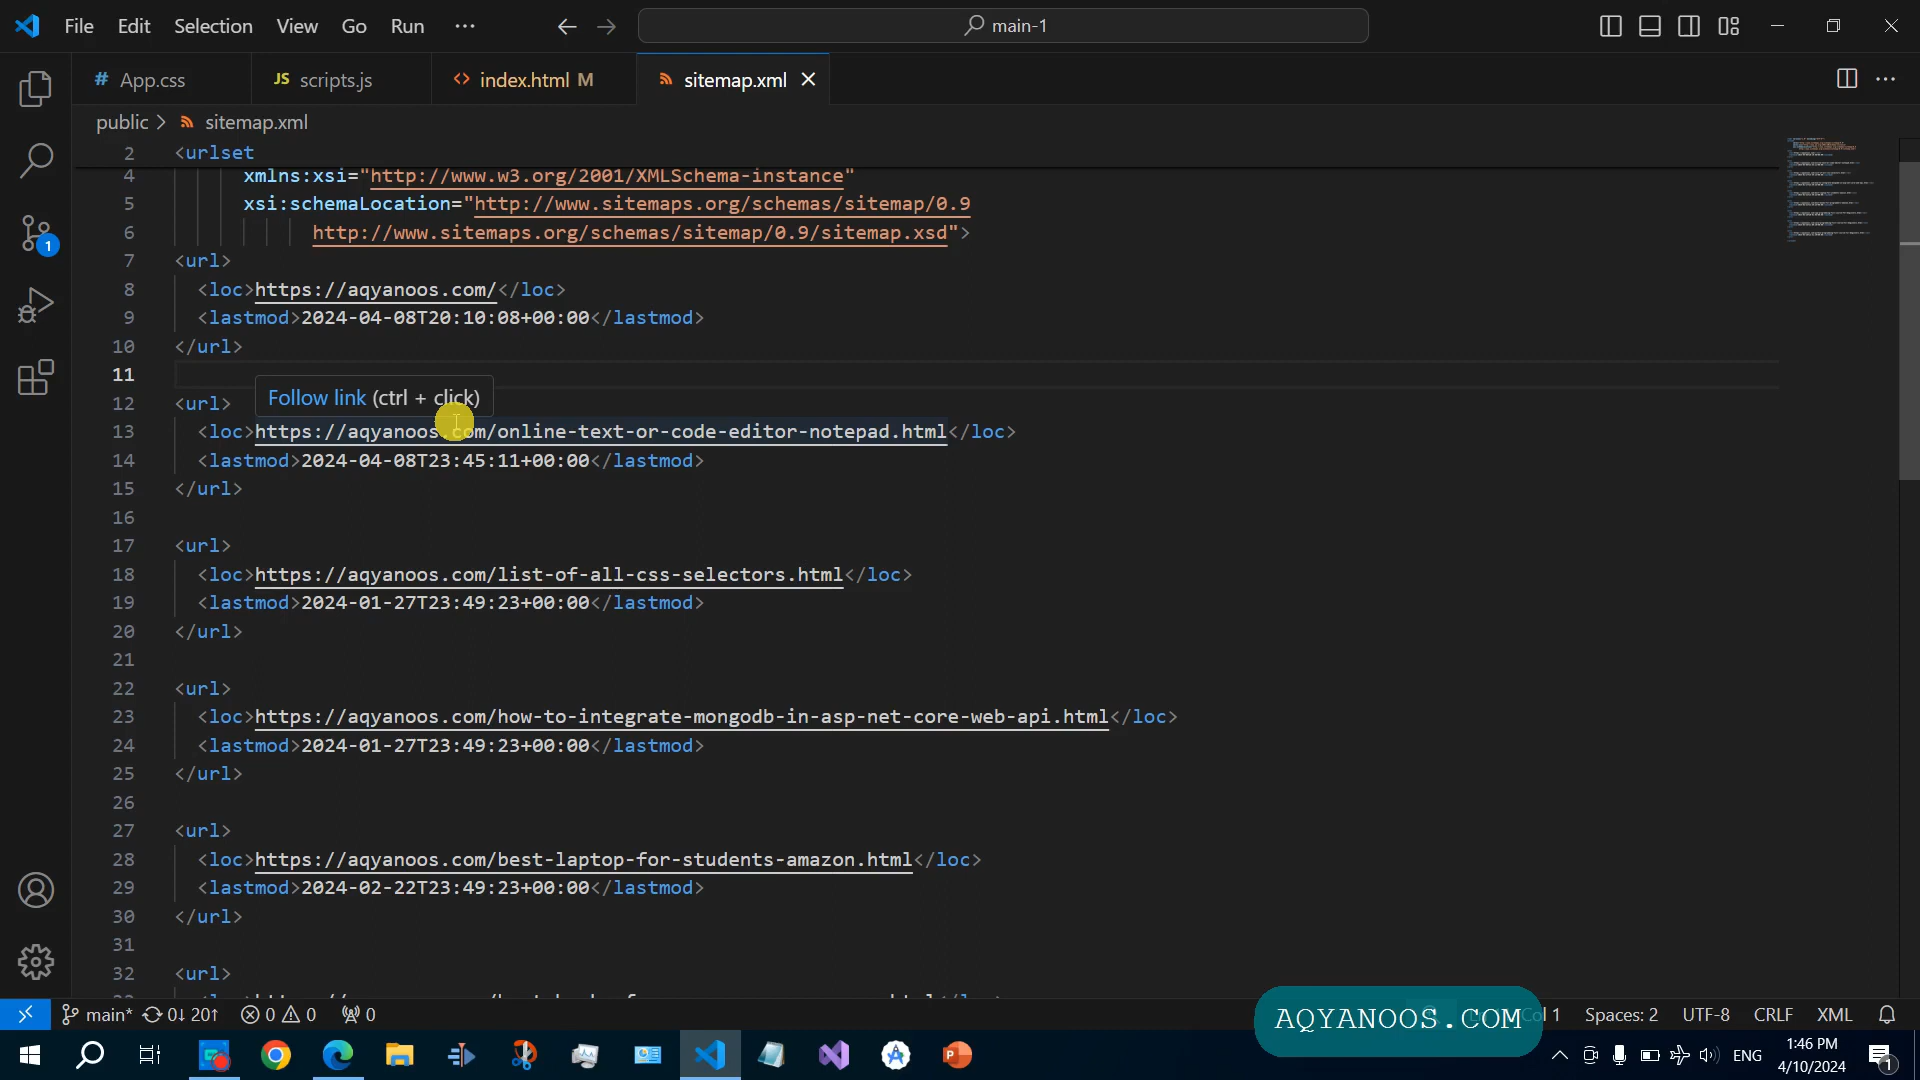 File Edit Selection View Go Run ... main-1
# App.css JS scripts.js <> index.html M sitemap.xml
public > sitemap.xml
2 <urlset
4 xmlns:xsi="http://www.w3.org/2001/XMLSchema-instance"
5 xsi:schemaLocation="http://www.sitemaps.org/schemas/sitemap/0.9
6 http://www.sitemaps.org/schemas/sitemap/0.9/sitemap.xsd">
7 <url>
8 <loc>https://aqyanoos.com/</loc>
9 <lastmod>2024-04-08T20:10:08+00:00</lastmod>
10 </url>
11
Follow link (ctrl + click)
12 <url>
13 <loc>https://aqyanoos.com/online-text-or-code-editor-notepad.html</loc>
14 <lastmod>2024-04-08T23:45:11+00:00</lastmod>
15 </url>
16
17 <url>
18 <loc>https://aqyanoos.com/list-of-all-css-selectors.html</loc>
19 <lastmod>2024-01-27T23:49:23+00:00</lastmod>
20 </url>
21
22 <url>
23 <loc>https://aqyanoos.com/how-to-integrate-mongodb-in-asp-net-core-web-api.html</loc>
24 <lastmod>2024-01-27T23:49:23+00:00</lastmod>
25 </url>
26
27 <url>
28 <loc>https://aqyanoos.com/best-laptop-for-students-amazon.html</loc>
29 <lastmod>2024-02-22T23:49:23+00:00</lastmod>
30 </url>
31
32 <url>
1
main* 0↓ 20↑ 0 0 0 Col 1 Spaces: 2 UTF-8 CRLF XML
AQYANOOS.COM
ENG 1:46 PM
4/10/2024
1